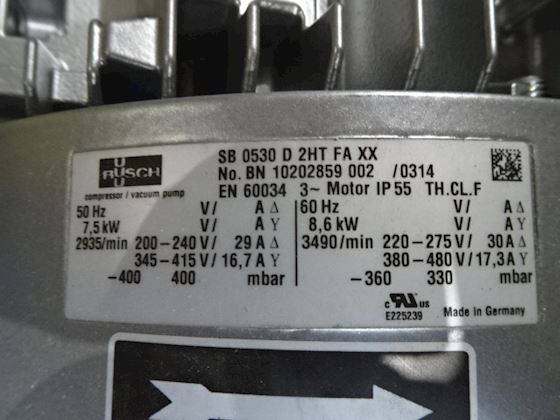 BUSCH
compressor / vacuum pump
SB 0530 D 2HT FA XX
No. BN 10202859 002 /0314
EN 60034 3~ Motor IP 55 TH.CL.F
50 Hz V/ A Δ 60 Hz V/ A Δ
7,5 kW V/ A Y 8,6 kW V/ A Y
2935/min 200-240 V/ 29 A Δ 3490/min 220-275 V/ 30 A Δ
345-415 V/ 16,7 A Y 380-480 V/ 17,3 A Y
-400 400 mbar -360 330 mbar
c RU us
E225239 Made in Germany